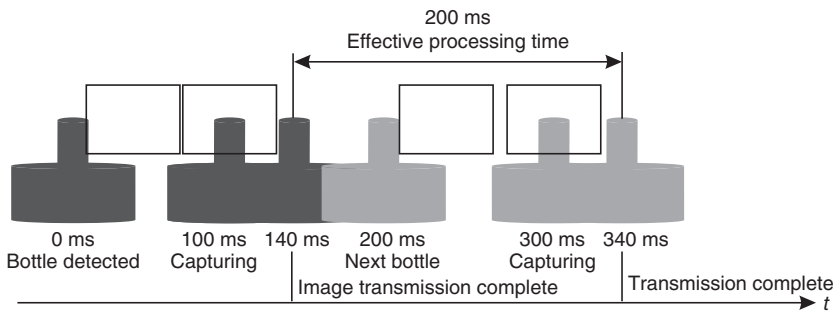 200 ms
Effective processing time
0 ms
Bottle detected
100 ms
Capturing
140 ms
200 ms
Next bottle
300 ms
Capturing
340 ms
Image transmission complete
Transmission complete
t